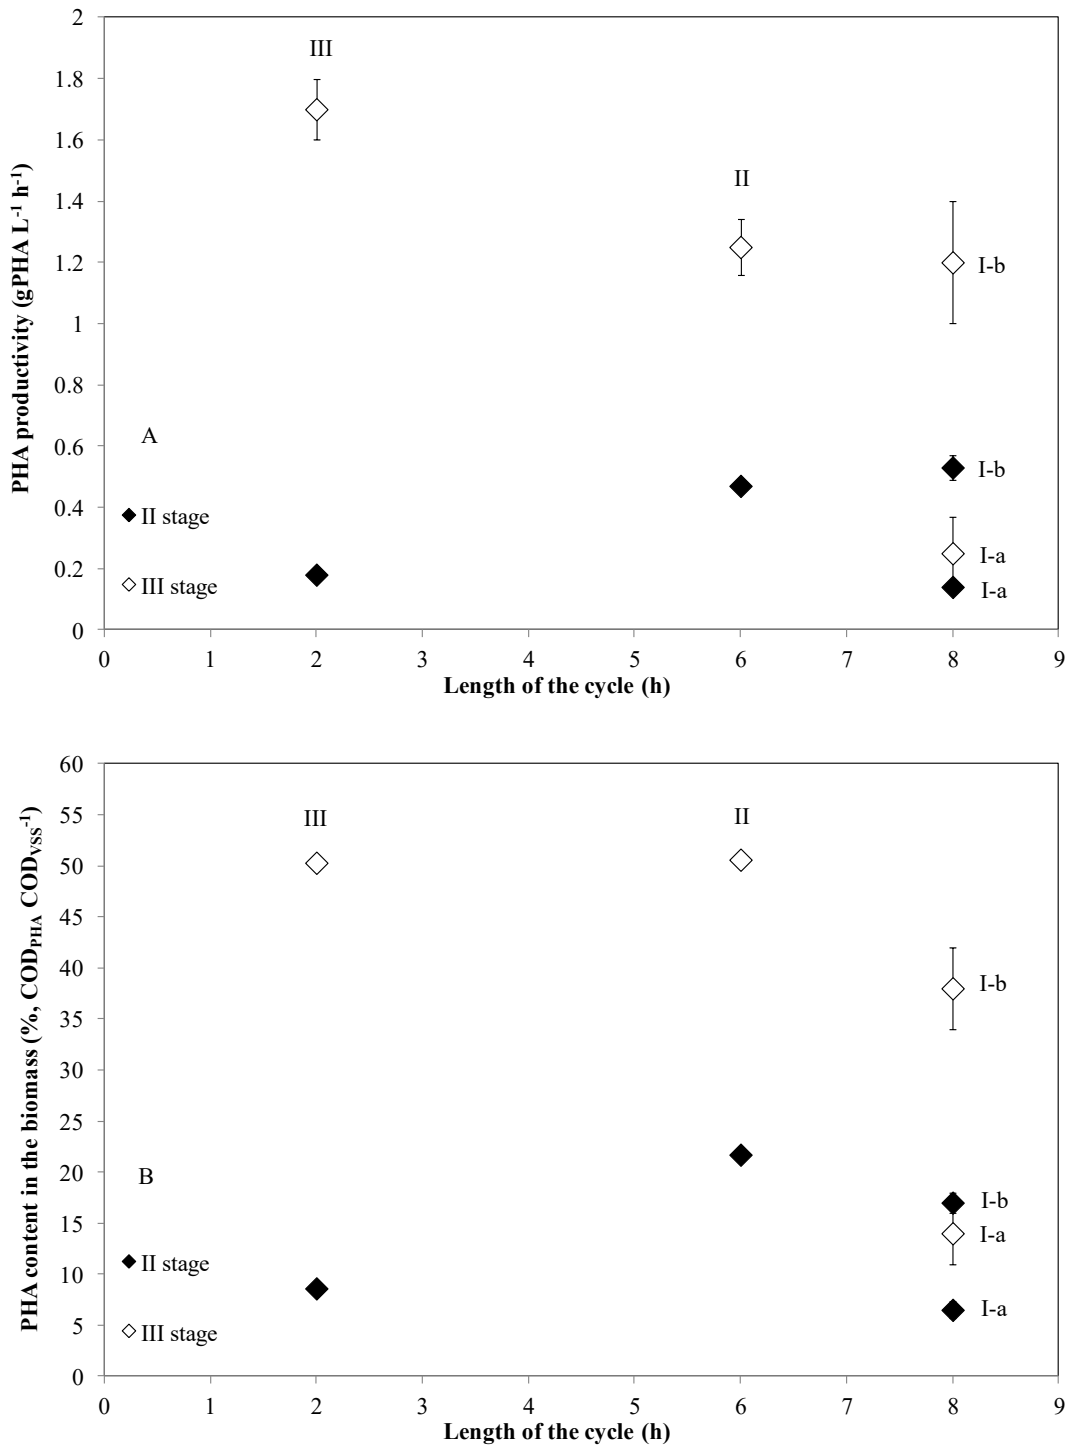 2
1.8
1.6
1.4
1.2
1
0.8
0.6
0.4
0.2
0
PHA productivity (gPHA L⁻¹ h⁻¹)
III
II
I-b
A
I-b
II stage
I-a
III stage
I-a
0 1 2 3 4 5 6 7 8 9
Length of the cycle (h)
60
55
50
45
40
35
30
25
20
15
10
5
0
PHA content in the biomass (%, COD_PHA COD_VSS⁻¹)
III
II
I-b
B
I-b
I-a
II stage
I-a
III stage
0 1 2 3 4 5 6 7 8 9
Length of the cycle (h)